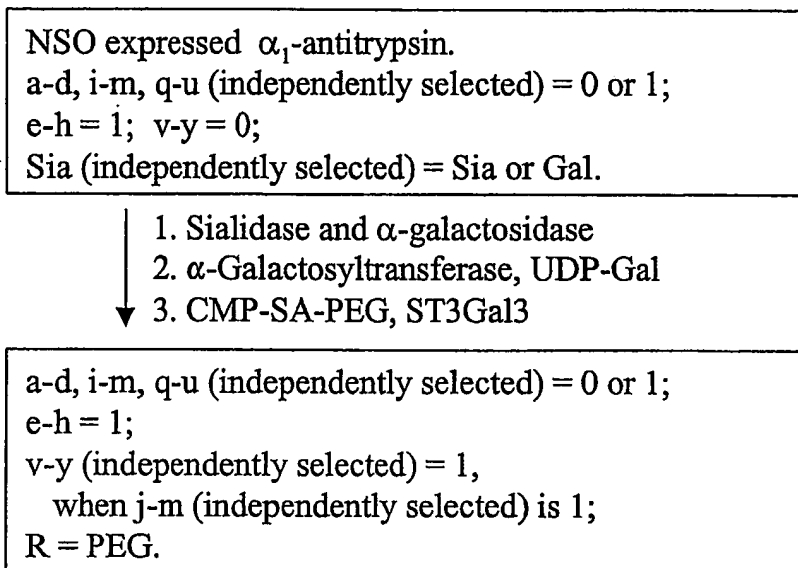 NSO expressed α₁-antitrypsin.
a-d, i-m, q-u (independently selected) = 0 or 1;
e-h = 1; v-y = 0;
Sia (independently selected) = Sia or Gal.
1. Sialidase and α-galactosidase
2. α-Galactosyltransferase, UDP-Gal
3. CMP-SA-PEG, ST3Gal3
a-d, i-m, q-u (independently selected) = 0 or 1;
e-h = 1;
v-y (independently selected) = 1,
when j-m (independently selected) is 1;
R = PEG.